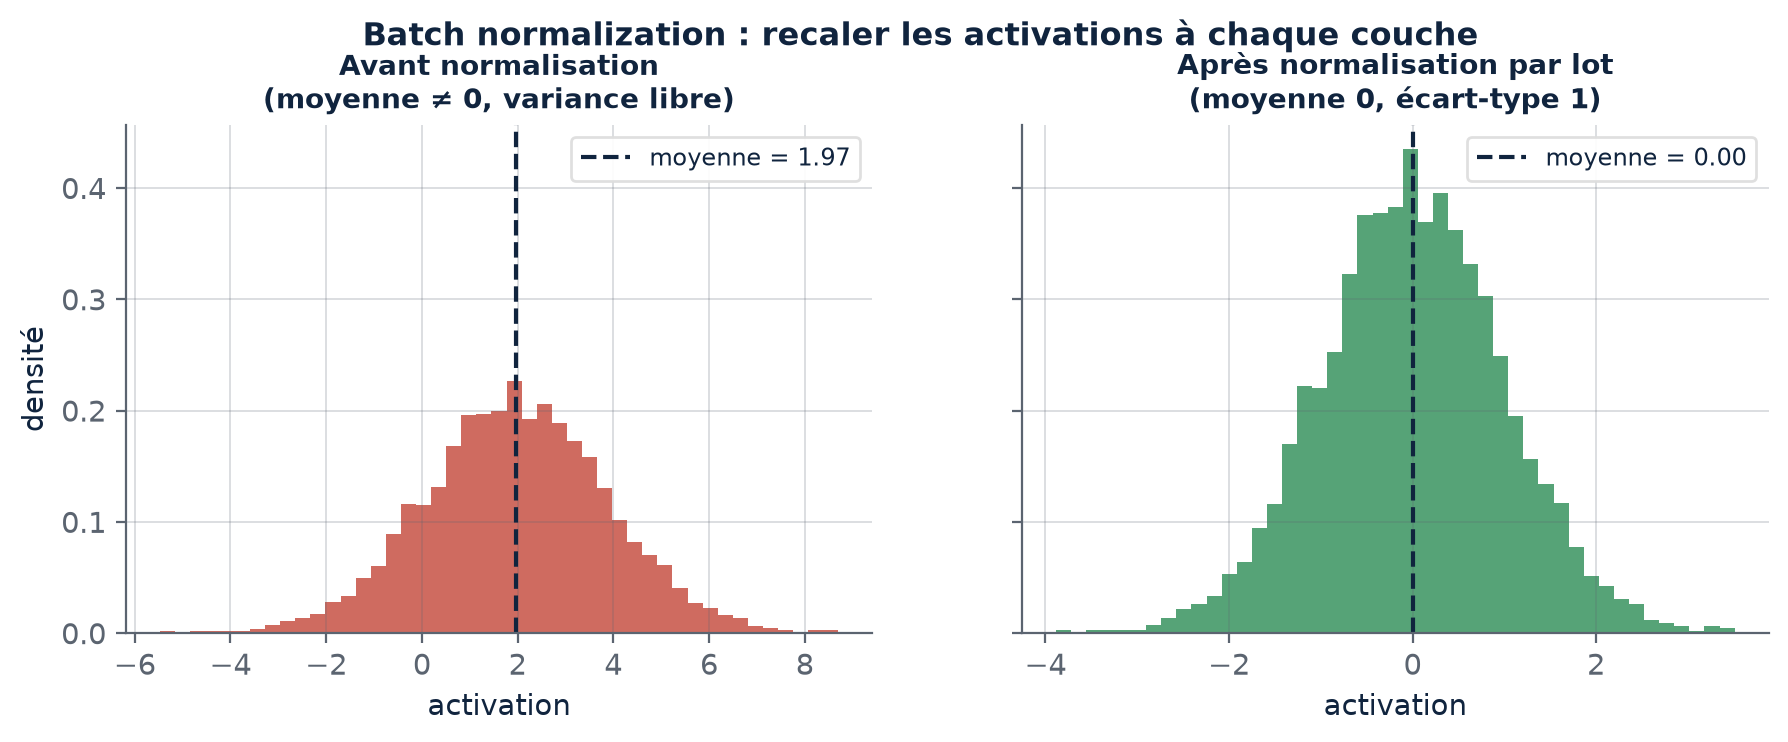 Batch normalization : recaler les activations à chaque couche
Avant normalisation
(moyenne ≠ 0, variance libre)
moyenne = 1.97
densité
0.4
0.3
0.2
0.1
0.0
−6 −4 −2 0 2 4 6 8
activation
Après normalisation par lot
(moyenne 0, écart-type 1)
moyenne = 0.00
−4 −2 0 2
activation